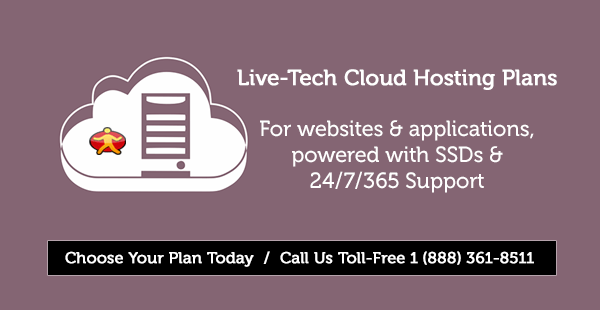 Live-Tech Cloud Hosting Plans
For websites & applications,
powered with SSDs &
24/7/365 Support
Choose Your Plan Today / Call Us Toll-Free 1 (888) 361-8511